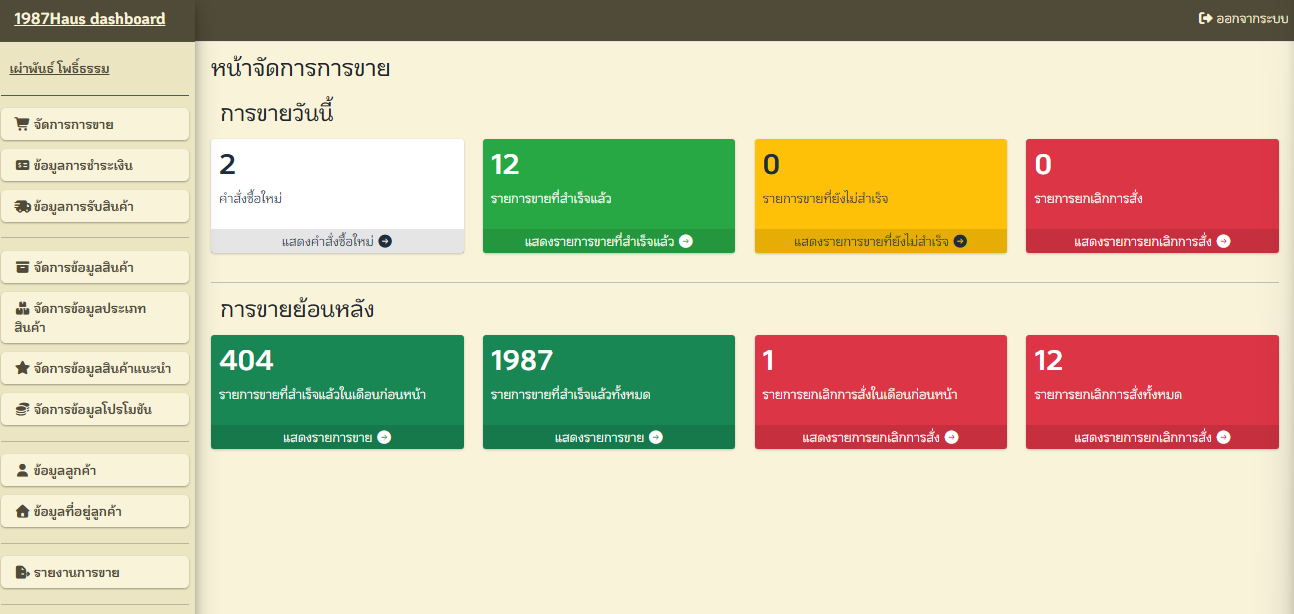 1987Haus dashboard
ออกจากระบบ
เผ่าพันธ์ โพธิ์ธรรม
จัดการการขาย
ข้อมูลการชำระเงิน
ข้อมูลการรับสินค้า
จัดการข้อมูลสินค้า
จัดการข้อมูลประเภท
สินค้า
จัดการข้อมูลสินค้าแนะนำ
จัดการข้อมูลโปรโมชัน
ข้อมูลลูกค้า
ข้อมูลที่อยู่ลูกค้า
รายงานการขาย
หน้าจัดการการขาย
การขายวันนี้
2
คำสั่งซื้อใหม่
แสดงคำสั่งซื้อใหม่
12
รายการขายที่สำเร็จแล้ว
แสดงรายการขายที่สำเร็จแล้ว
0
รายการขายที่ยังไม่สำเร็จ
แสดงรายการขายที่ยังไม่สำเร็จ
0
รายการยกเลิกการสั่ง
แสดงรายการยกเลิกการสั่ง
การขายย้อนหลัง
404
รายการขายที่สำเร็จแล้วในเดือนก่อนหน้า
แสดงรายการขาย
1987
รายการขายที่สำเร็จแล้วทั้งหมด
แสดงรายการขาย
1
รายการยกเลิกการสั่งในเดือนก่อนหน้า
แสดงรายการยกเลิกการสั่ง
12
รายการยกเลิกการสั่งทั้งหมด
แสดงรายการยกเลิกการสั่ง